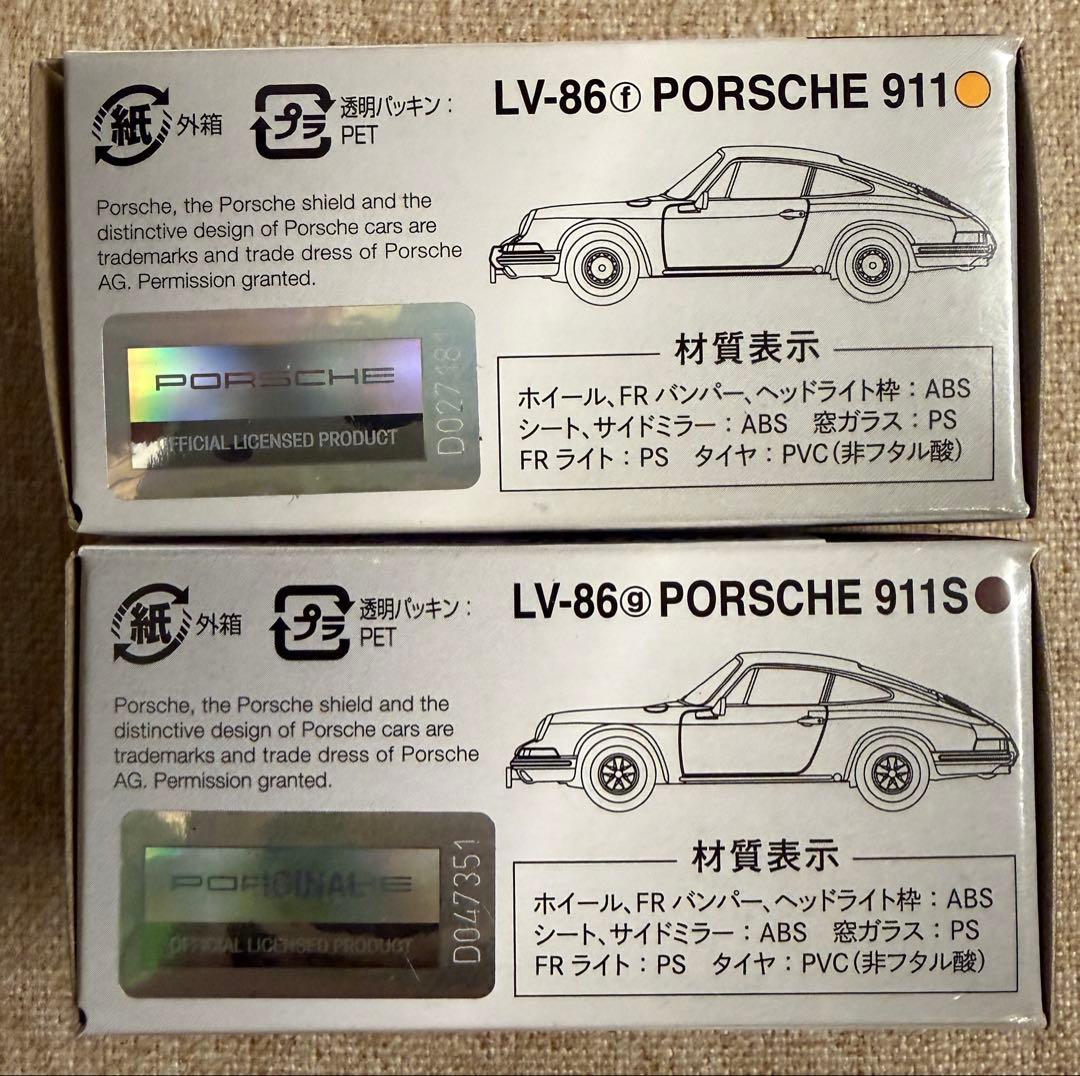 紙 外箱
プラ 透明パッキン：
PET
LV-86ⓕ PORSCHE 911
Porsche, the Porsche shield and the
distinctive design of Porsche cars are
trademarks and trade dress of Porsche
AG. Permission granted.
PORSCHE
OFFICIAL LICENSED PRODUCT
D027481
材質表示
ホイール、FR バンパー、ヘッドライト枠：ABS
シート、サイドミラー：ABS 窓ガラス：PS
FR ライト：PS タイヤ：PVC（非フタル酸）
紙 外箱
プラ 透明パッキン：
PET
LV-86ⓖ PORSCHE 911S
Porsche, the Porsche shield and the
distinctive design of Porsche cars are
trademarks and trade dress of Porsche
AG. Permission granted.
OFFICIAL LICENSED PRODUCT
D047351
材質表示
ホイール、FR バンパー、ヘッドライト枠：ABS
シート、サイドミラー：ABS 窓ガラス：PS
FR ライト：PS タイヤ：PVC（非フタル酸）